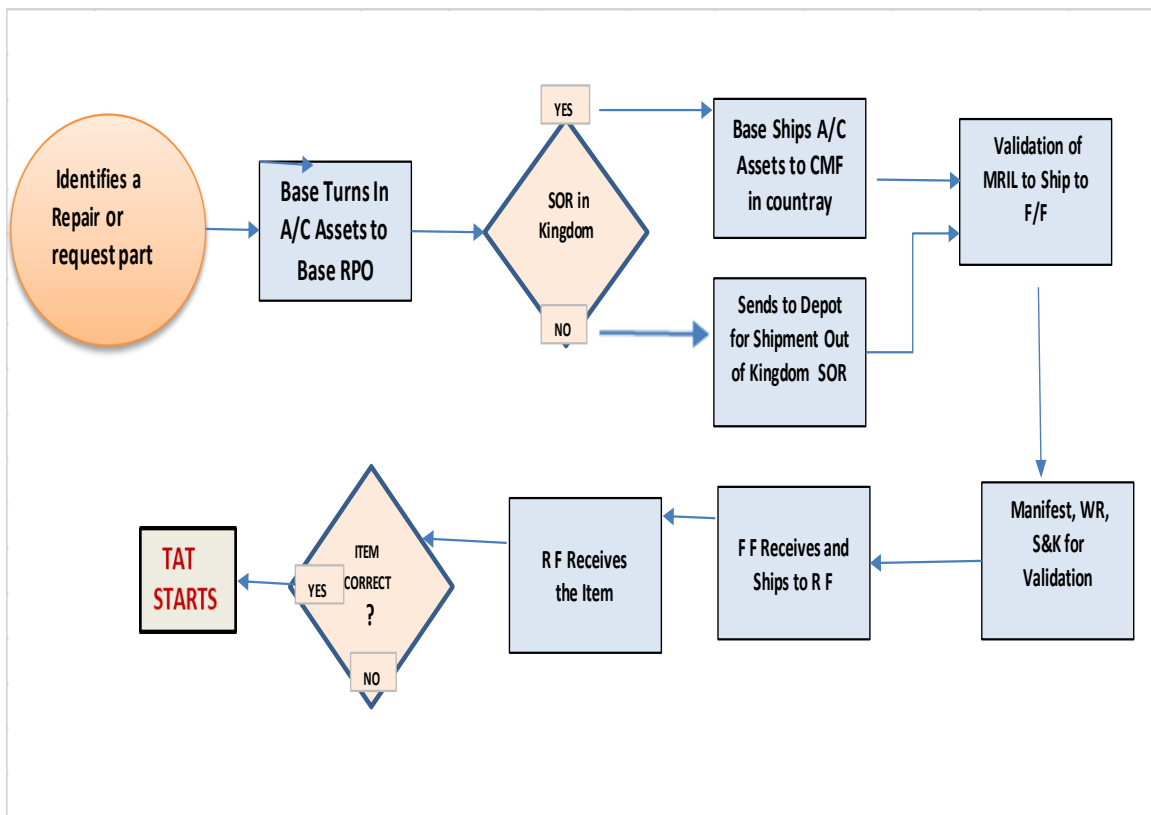 Identifies a
Repair or
request part
Base Turns In
A/C Assets to
Base RPO
SOR in
Kingdom
YES
NO
Base Ships A/C
Assets to CMF
in countray
Sends to Depot
for Shipment Out
of Kingdom SOR
Validation of
MRIL to Ship to
F/F
Manifest, WR,
S&K for
Validation
F F Receives and
Ships to R F
R F Receives
the Item
ITEM
CORRECT
?
YES
NO
TAT
STARTS